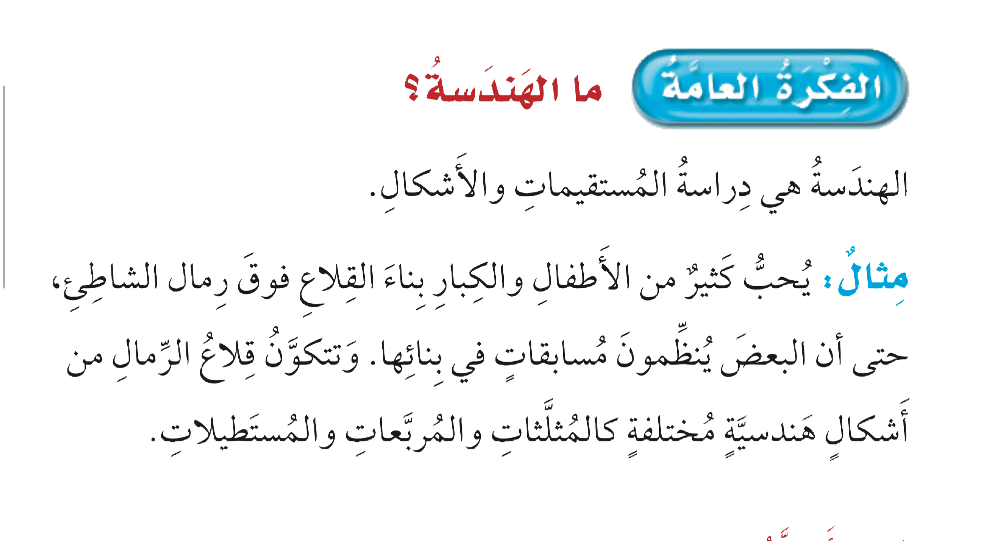 الفِكْرَةُ العامَّةُ ما الهَندَسةُ؟
الهندَسةُ هي دِراسةُ المُستقيماتِ والأَشكالِ.
مِثالٌ: يُحبُّ كَثيرٌ من الأَطفالِ والكِبارِ بِناءَ القِلاعِ فوقَ رِمال الشاطِئِ،
حتى أن البعضَ يُنظِّمونَ مُسابقاتٍ في بِنائِها. وَتتكوَّنُ قِلاعُ الرِّمالِ من
أَشكالٍ هَندسيَّةٍ مُختلفةٍ كالمُثلَّثاتِ والمُربَّعاتِ والمُستَطيلاتِ.